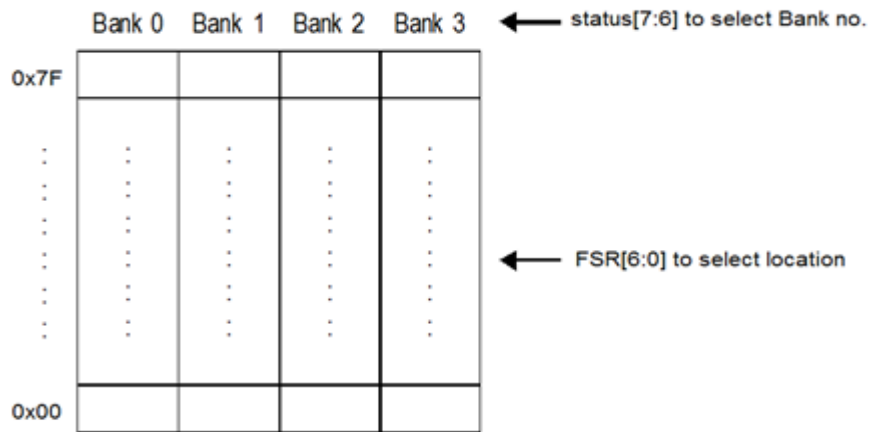 Bank 0 Bank 1 Bank 2 Bank 3 status[7:6] to select Bank no.
0x7F
FSR[6:0] to select location
0x00